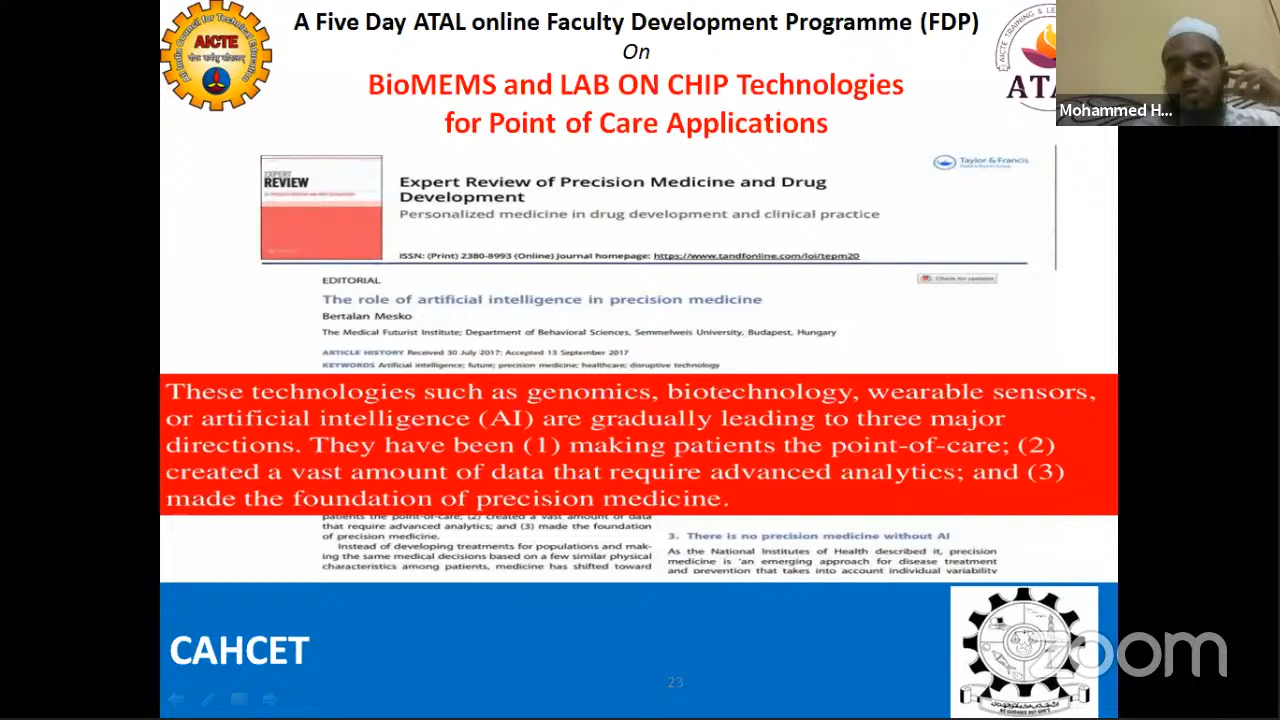 A Five Day ATAL online Faculty Development Programme (FDP)
On
BioMEMS and LAB ON CHIP Technologies
for Point of Care Applications
AICTE
ATA
Mohammed H...
EXPERT
REVIEW
Taylor & Francis
Expert Review of Precision Medicine and Drug
Development
Personalized medicine in drug development and clinical practice
ISSN: (Print) 2380-8993 (Online) Journal homepage: https://www.tandfonline.com/loi/tepm20
EDITORIAL
Check for updates
The role of artificial intelligence in precision medicine
Bertalan Mesko
The Medical Futurist Institute; Department of Behavioral Sciences, Semmelweis University, Budapest, Hungary
ARTICLE HISTORY Received 30 July 2017; Accepted 13 September 2017
KEYWORDS Artificial intelligence; future; precision medicine; healthcare; disruptive technology
These technologies such as genomics, biotechnology, wearable sensors,
or artificial intelligence (AI) are gradually leading to three major
directions. They have been (1) making patients the point-of-care; (2)
created a vast amount of data that require advanced analytics; and (3)
made the foundation of precision medicine.
patients the point-of-care; (2) created a vast amount of data
that require advanced analytics; and (3) made the foundation
of precision medicine.
Instead of developing treatments for populations and mak-
ing the same medical decisions based on a few similar physical
characteristics among patients, medicine has shifted toward
3. There is no precision medicine without AI
As the National Institutes of Health described it, precision
medicine is 'an emerging approach for disease treatment
and prevention that takes into account individual variability
CAHCET
23
zoom